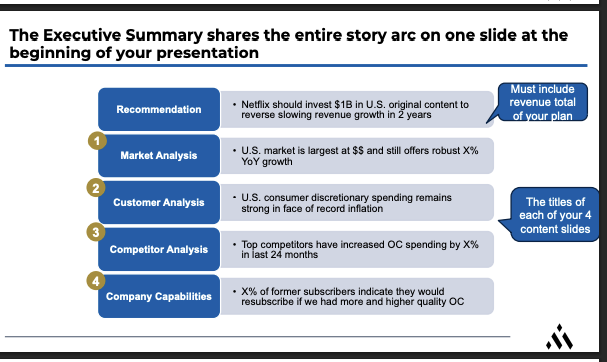 The Executive Summary shares the entire story arc on one slide at the
beginning of your presentation
Recommendation
• Netflix should invest $1B in U.S. original content to
reverse slowing revenue growth in 2 years
Must include
revenue total
of your plan
1
Market Analysis
• U.S. market is largest at $$ and still offers robust X%
YoY growth
2
Customer Analysis
• U.S. consumer discretionary spending remains
strong in face of record inflation
The titles of
each of your 4
content slides
3
Competitor Analysis
• Top competitors have increased OC spending by X%
in last 24 months
4
Company Capabilities
• X% of former subscribers indicate they would
resubscribe if we had more and higher quality OC